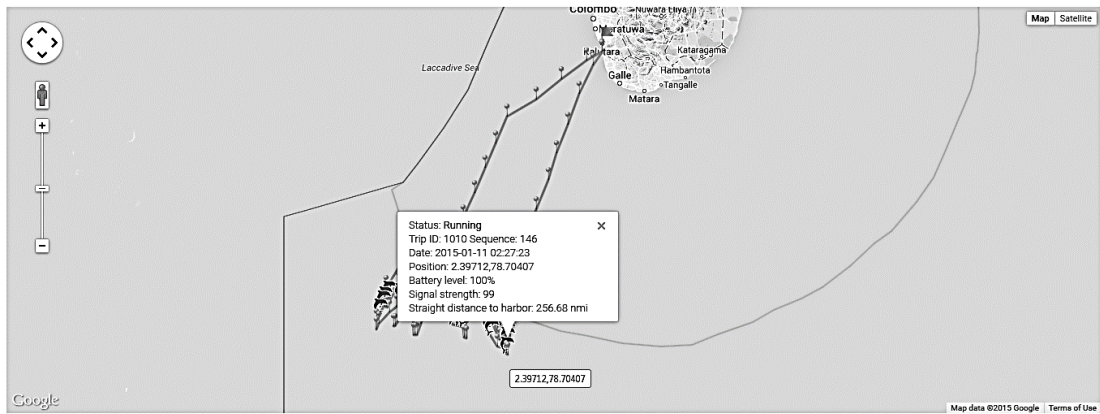 Colombo
Nuwara Eliya
Map
Satellite
Moratuwa
Kalutara
Kataragama
Laccadive Sea
Hambantota
Galle
Tangalle
Matara
Status: Running
Trip ID: 1010 Sequence: 146
Date: 2015-01-11 02:27:23
Position: 2.39712,78.70407
Battery level: 100%
Signal strength: 99
Straight distance to harbor: 256.68 nmi
2.39712,78.70407
Google
Map data ©2015 Google
Terms of Use